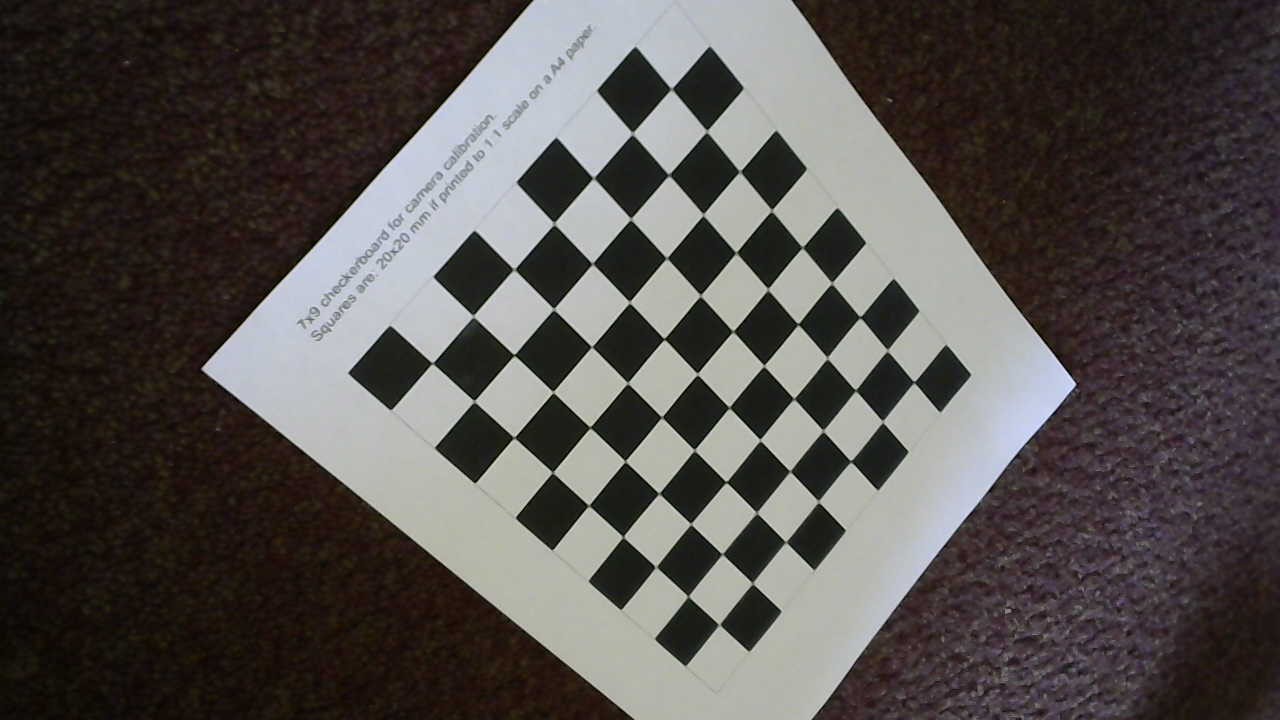 7x9 checkerboard for camera calibration.
Squares are: 20x20 mm if printed to 1:1 scale on a A4 paper.